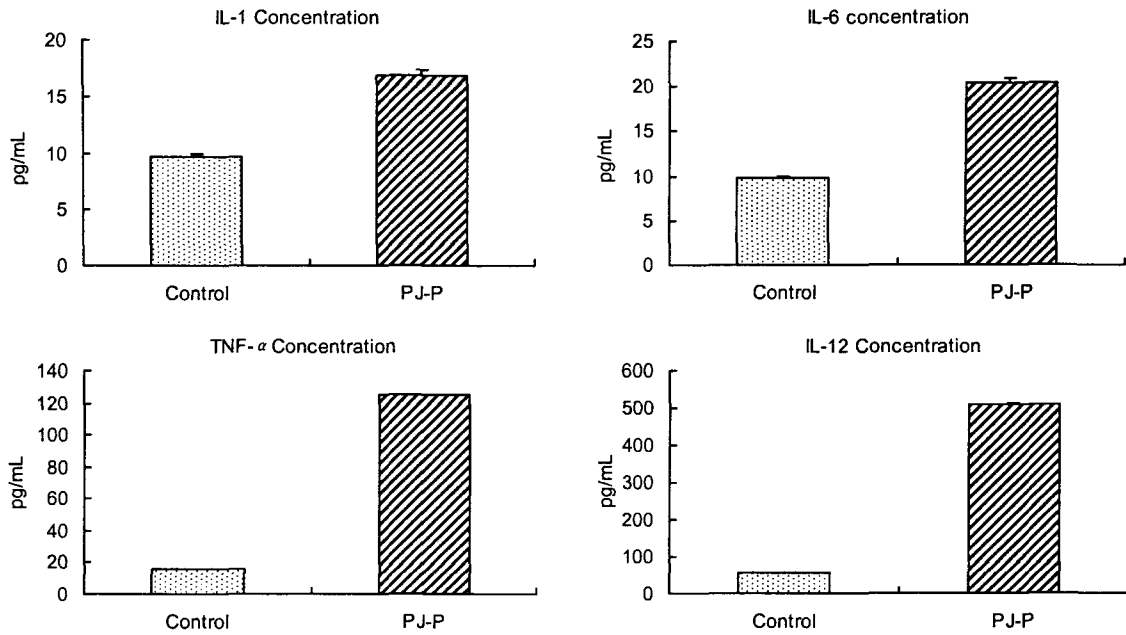 IL-1 Concentration
pg/mL
20
15
10
5
0
Control PJ-P
IL-6 concentration
pg/mL
25
20
15
10
5
0
Control PJ-P
TNF-α Concentration
pg/mL
140
120
100
80
60
40
20
0
Control PJ-P
IL-12 Concentration
pg/mL
600
500
400
300
200
100
0
Control PJ-P